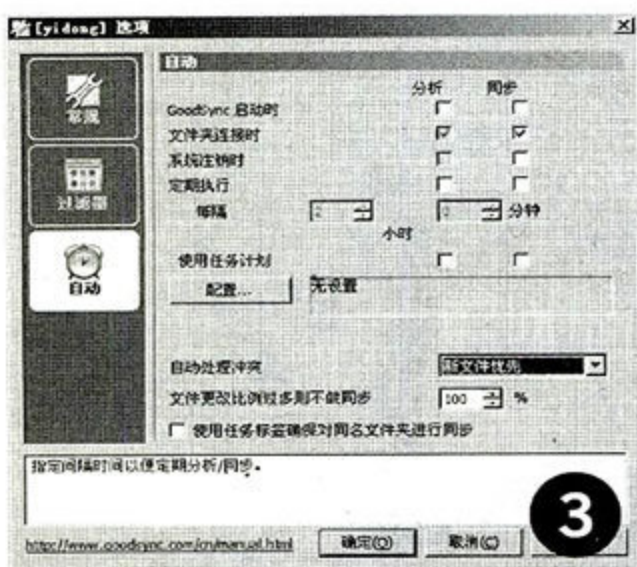 [yidong] 选项
常规
过滤器
自动
自动
分析 同步
GoodSync 启动时
文件夹连接时
系统注销时
定期执行
每隔 2 小时 0 分钟
使用任务计划
配置... 无设置
自动处理冲突 新文件优先
文件更改比例过多则不能同步 100 %
使用任务标签确保对同名文件夹进行同步
指定间隔时间以便定期分析/同步。
http://www.goodsync.com/cn/manual.html 确定(O) 取消(C)
3